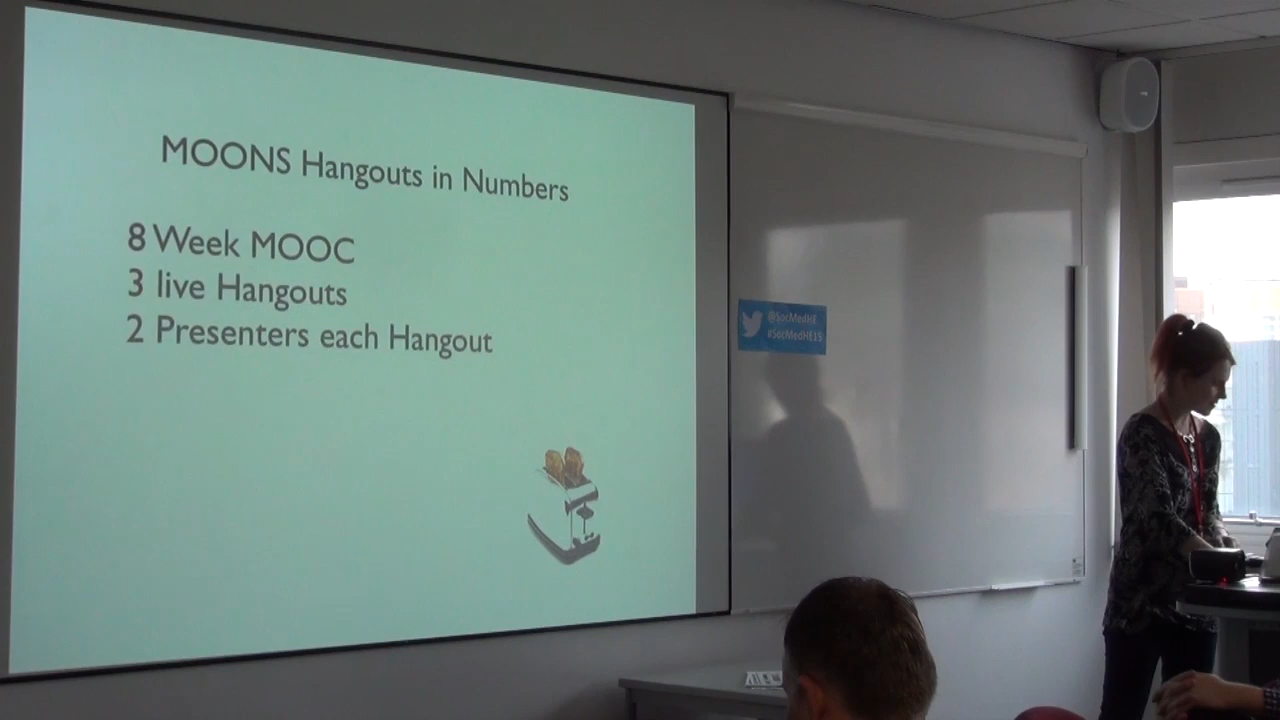 MOONS Hangouts in Numbers
8 Week MOOC
3 live Hangouts
2 Presenters each Hangout
@SocMedHE
#SocMedHE15